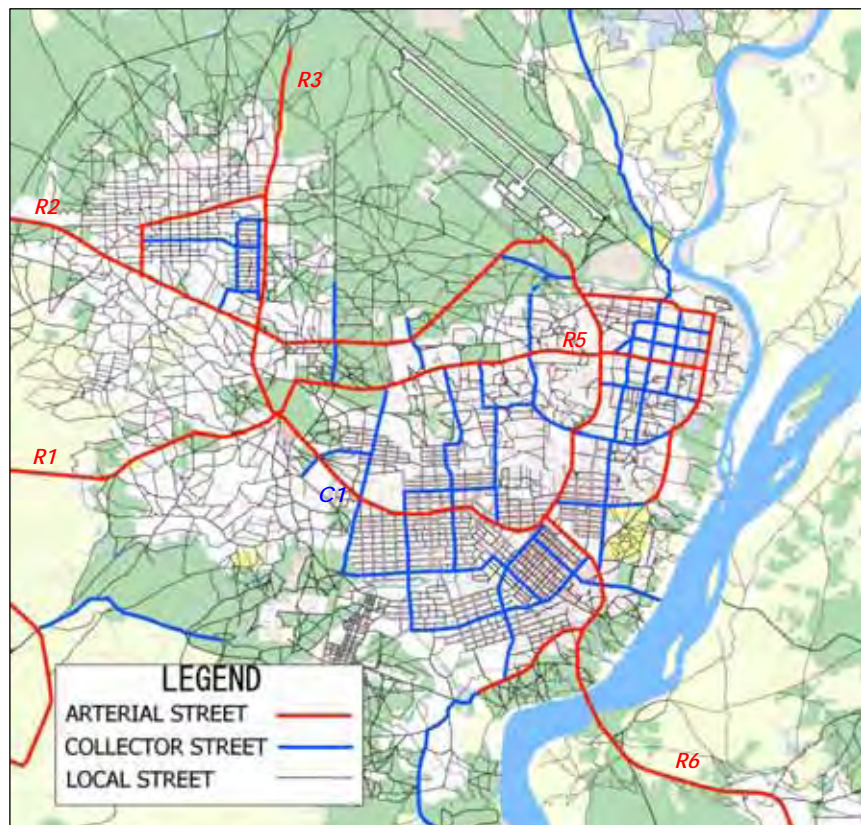 R3
R2
R5
R1
C1
LEGEND
ARTERIAL STREET
COLLECTOR STREET
LOCAL STREET
R6